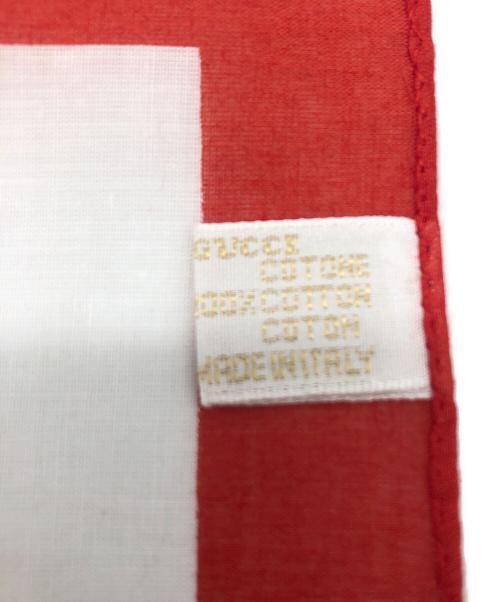 GUCCI
COTONE
100% COTTON
COTON
MADE IN ITALY